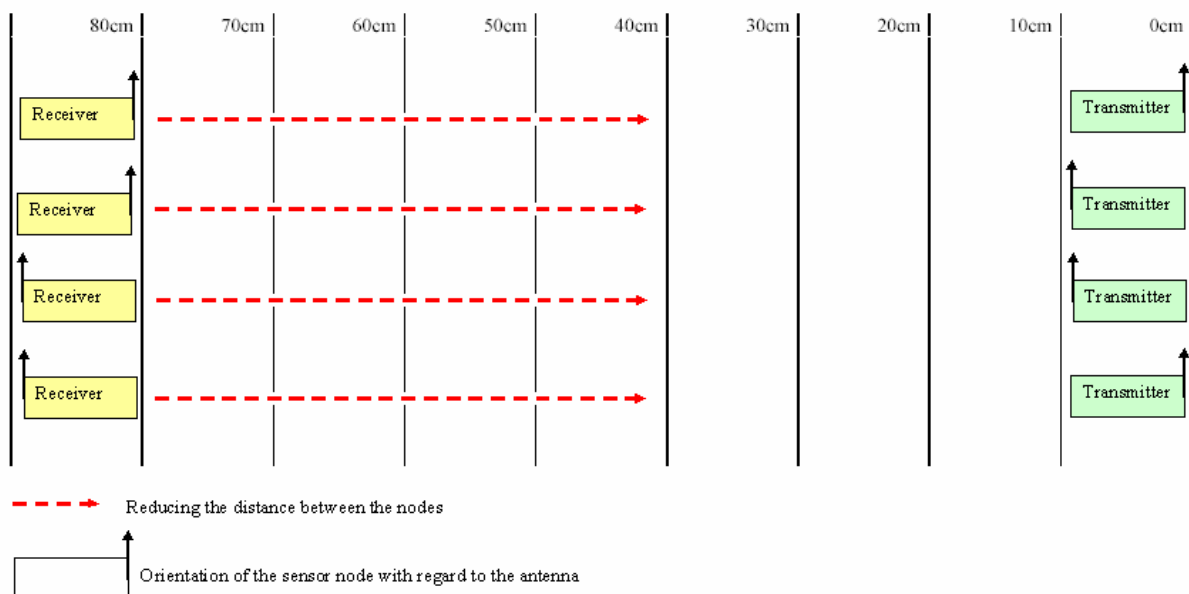 80cm 70cm 60cm 50cm 40cm 30cm 20cm 10cm 0cm
Receiver Transmitter
Receiver Transmitter
Receiver Transmitter
Receiver Transmitter
Reducing the distance between the nodes
Orientation of the sensor node with regard to the antenna